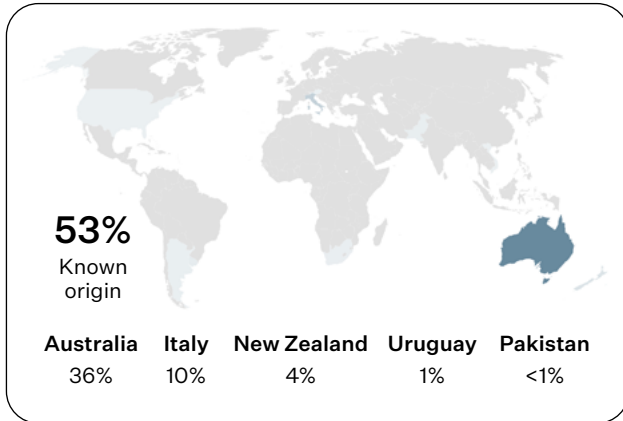 53%
Known
origin
Australia Italy New Zealand Uruguay Pakistan
36% 10% 4% 1% <1%